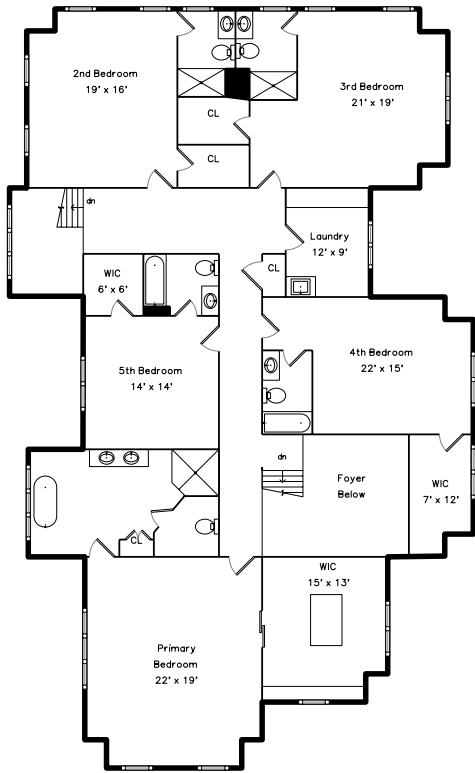 2nd Bedroom
19' x 16'
3rd Bedroom
21' x 19'
CL
CL
dn
Laundry
12' x 9'
CL
WIC
6' x 6'
4th Bedroom
22' x 15'
5th Bedroom
14' x 14'
dn
Foyer
Below
WIC
7' x 12'
CL
WIC
15' x 13'
Primary
Bedroom
22' x 19'